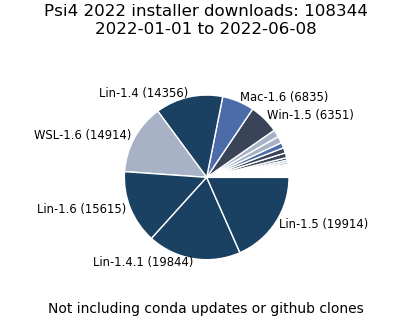 Psi4 2022 installer downloads: 108344
2022-01-01 to 2022-06-08
Lin-1.4 (14356)
Mac-1.6 (6835)
Win-1.5 (6351)
WSL-1.6 (14914)
Lin-1.6 (15615)
Lin-1.5 (19914)
Lin-1.4.1 (19844)
Not including conda updates or github clones